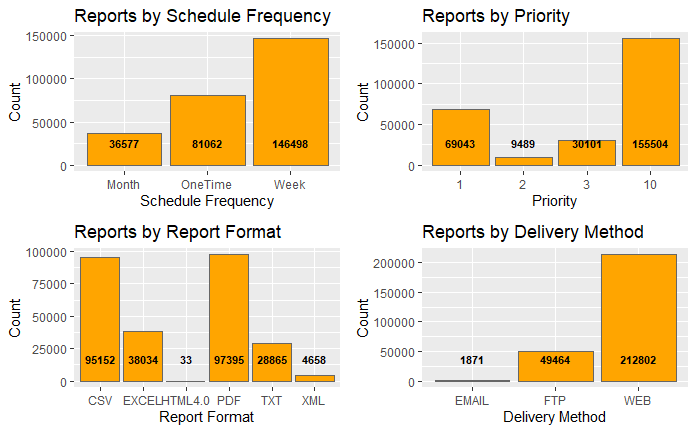 Reports by Schedule Frequency
Count
150000
100000
50000
0
36577 81062 146498
Month OneTime Week
Schedule Frequency
Reports by Priority
Count
150000
100000
50000
0
69043 9489 30101 155504
1 2 3 10
Priority
Reports by Report Format
Count
100000
75000
50000
25000
0
95152 38034 33 97395 28865 4658
CSV EXCEL HTML4.0 PDF TXT XML
Report Format
Reports by Delivery Method
Count
200000
150000
100000
50000
0
1871 49464 212802
EMAIL FTP WEB
Delivery Method